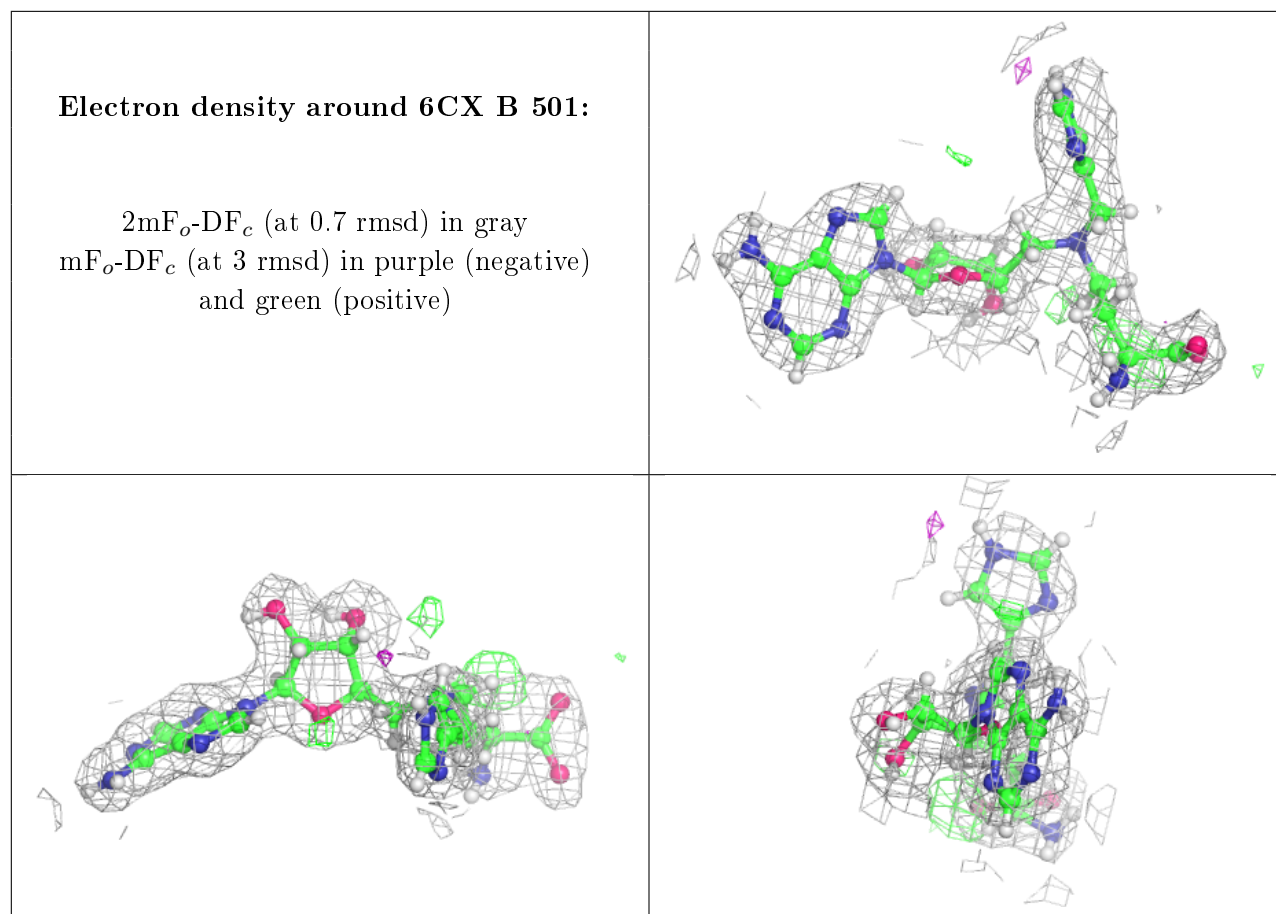 Electron density around 6CX B 501:
2mFo-DFc (at 0.7 rmsd) in gray
mFo-DFc (at 3 rmsd) in purple (negative)
and green (positive)